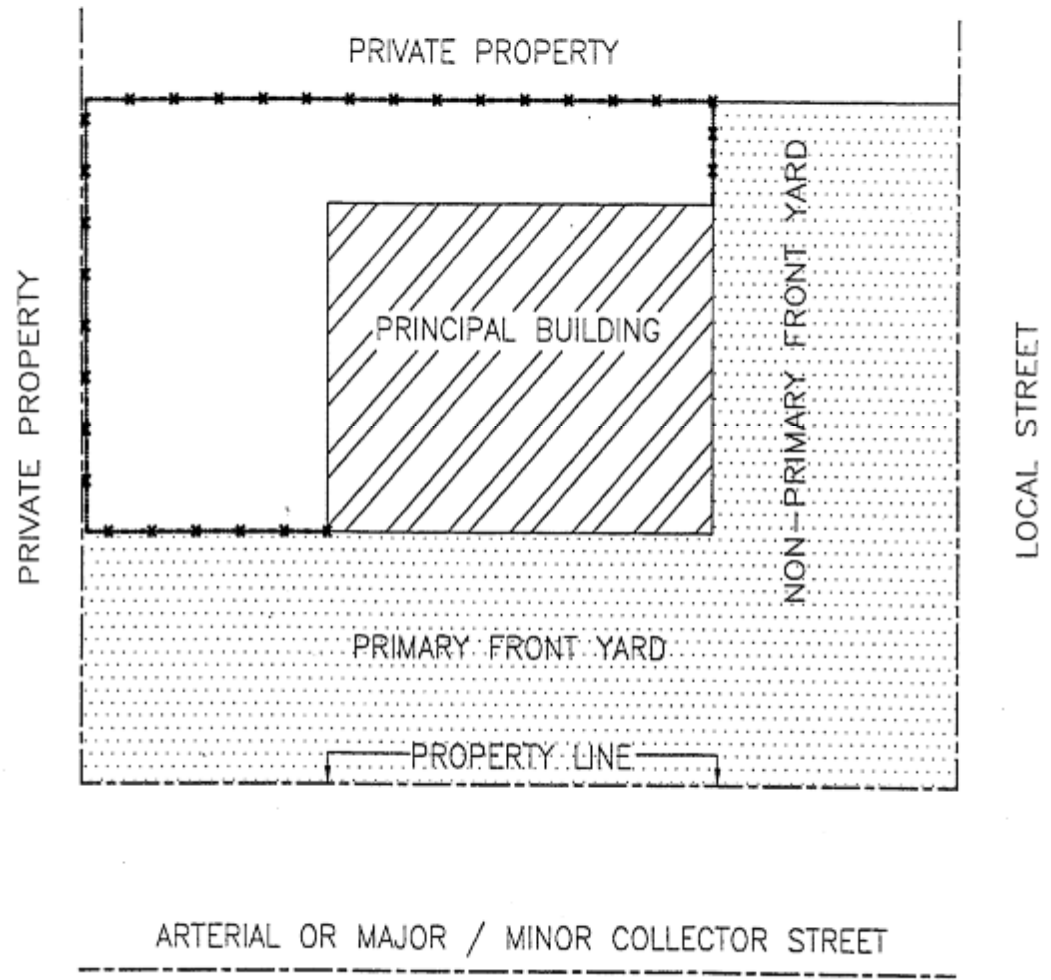 PRIVATE PROPERTY
PRIVATE PROPERTY
PRINCIPAL BUILDING
NON-PRIMARY FRONT YARD
LOCAL STREET
PRIMARY FRONT YARD
PROPERTY LINE
ARTERIAL OR MAJOR / MINOR COLLECTOR STREET